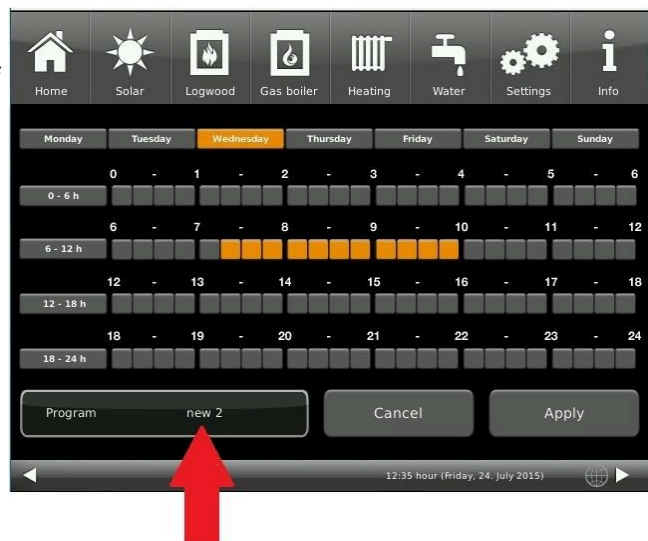 Home Solar Logwood Gas boiler Heating Water Settings Info
Monday Tuesday Wednesday Thursday Friday Saturday Sunday
0 - 1 - 2 - 3 - 4 - 5 - 6
0 - 6 h
6 - 7 - 8 - 9 - 10 - 11 - 12
6 - 12 h
12 - 13 - 14 - 15 - 16 - 17 - 18
12 - 18 h
18 - 19 - 20 - 21 - 22 - 23 - 24
18 - 24 h
Program new 2 Cancel Apply
12:35 hour (Friday, 24. July 2015)